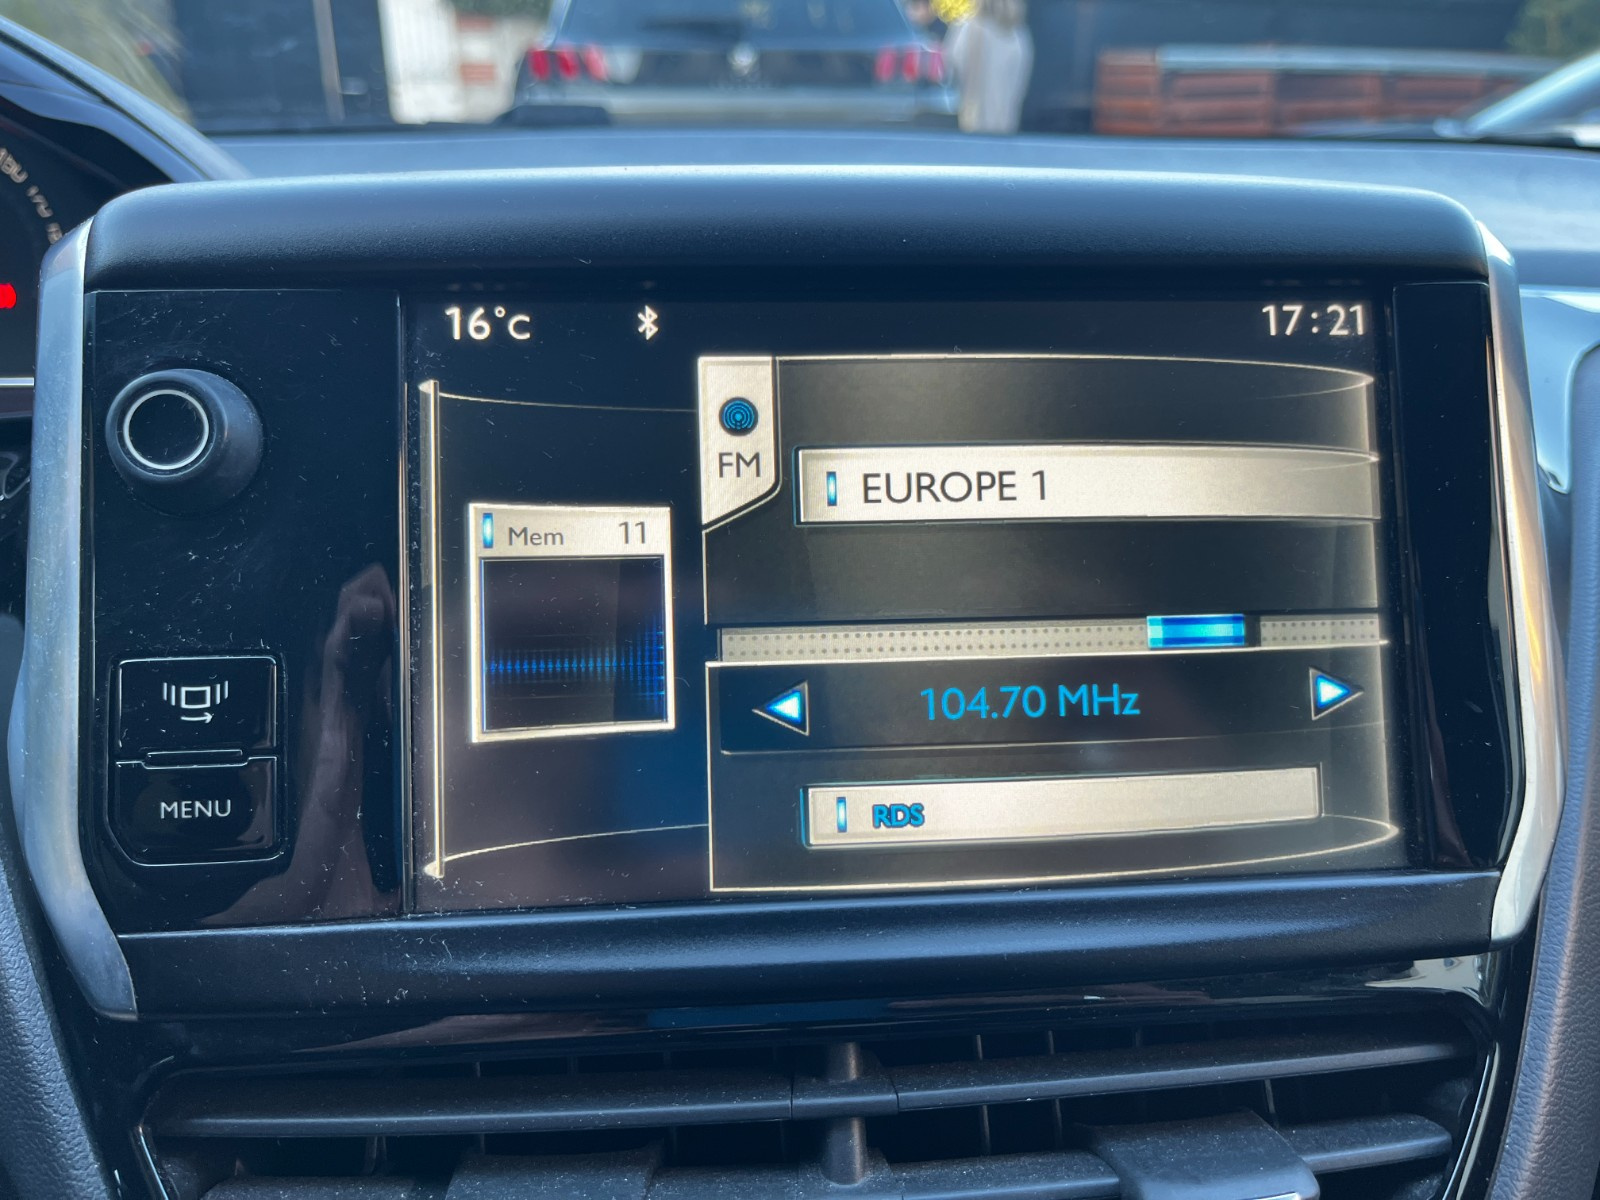 16°C 17:21
FM
EUROPE 1
Mem 11
104.70 MHz
RDS
MENU